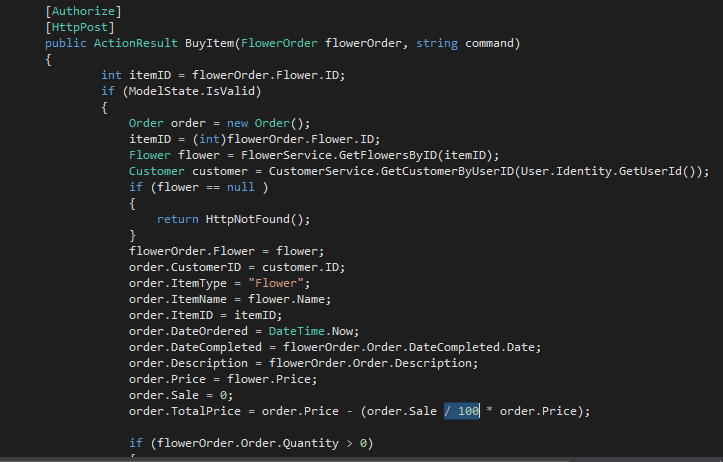 [Authorize]
[HttpPost]
public ActionResult BuyItem(FlowerOrder flowerOrder, string command)
{
int itemID = flowerOrder.Flower.ID;
if (ModelState.IsValid)
{
Order order = new Order();
itemID = (int)flowerOrder.Flower.ID;
Flower flower = FlowerService.GetFlowersByID(itemID);
Customer customer = CustomerService.GetCustomerByUserID(User.Identity.GetUserId());
if (flower == null )
{
return HttpNotFound();
}
flowerOrder.Flower = flower;
order.CustomerID = customer.ID;
order.ItemType = "Flower";
order.ItemName = flower.Name;
order.ItemID = itemID;
order.DateOrdered = DateTime.Now;
order.DateCompleted = flowerOrder.Order.DateCompleted.Date;
order.Description = flowerOrder.Order.Description;
order.Price = flower.Price;
order.Sale = 0;
order.TotalPrice = order.Price - (order.Sale / 100 * order.Price);
if (flowerOrder.Order.Quantity > 0)
{